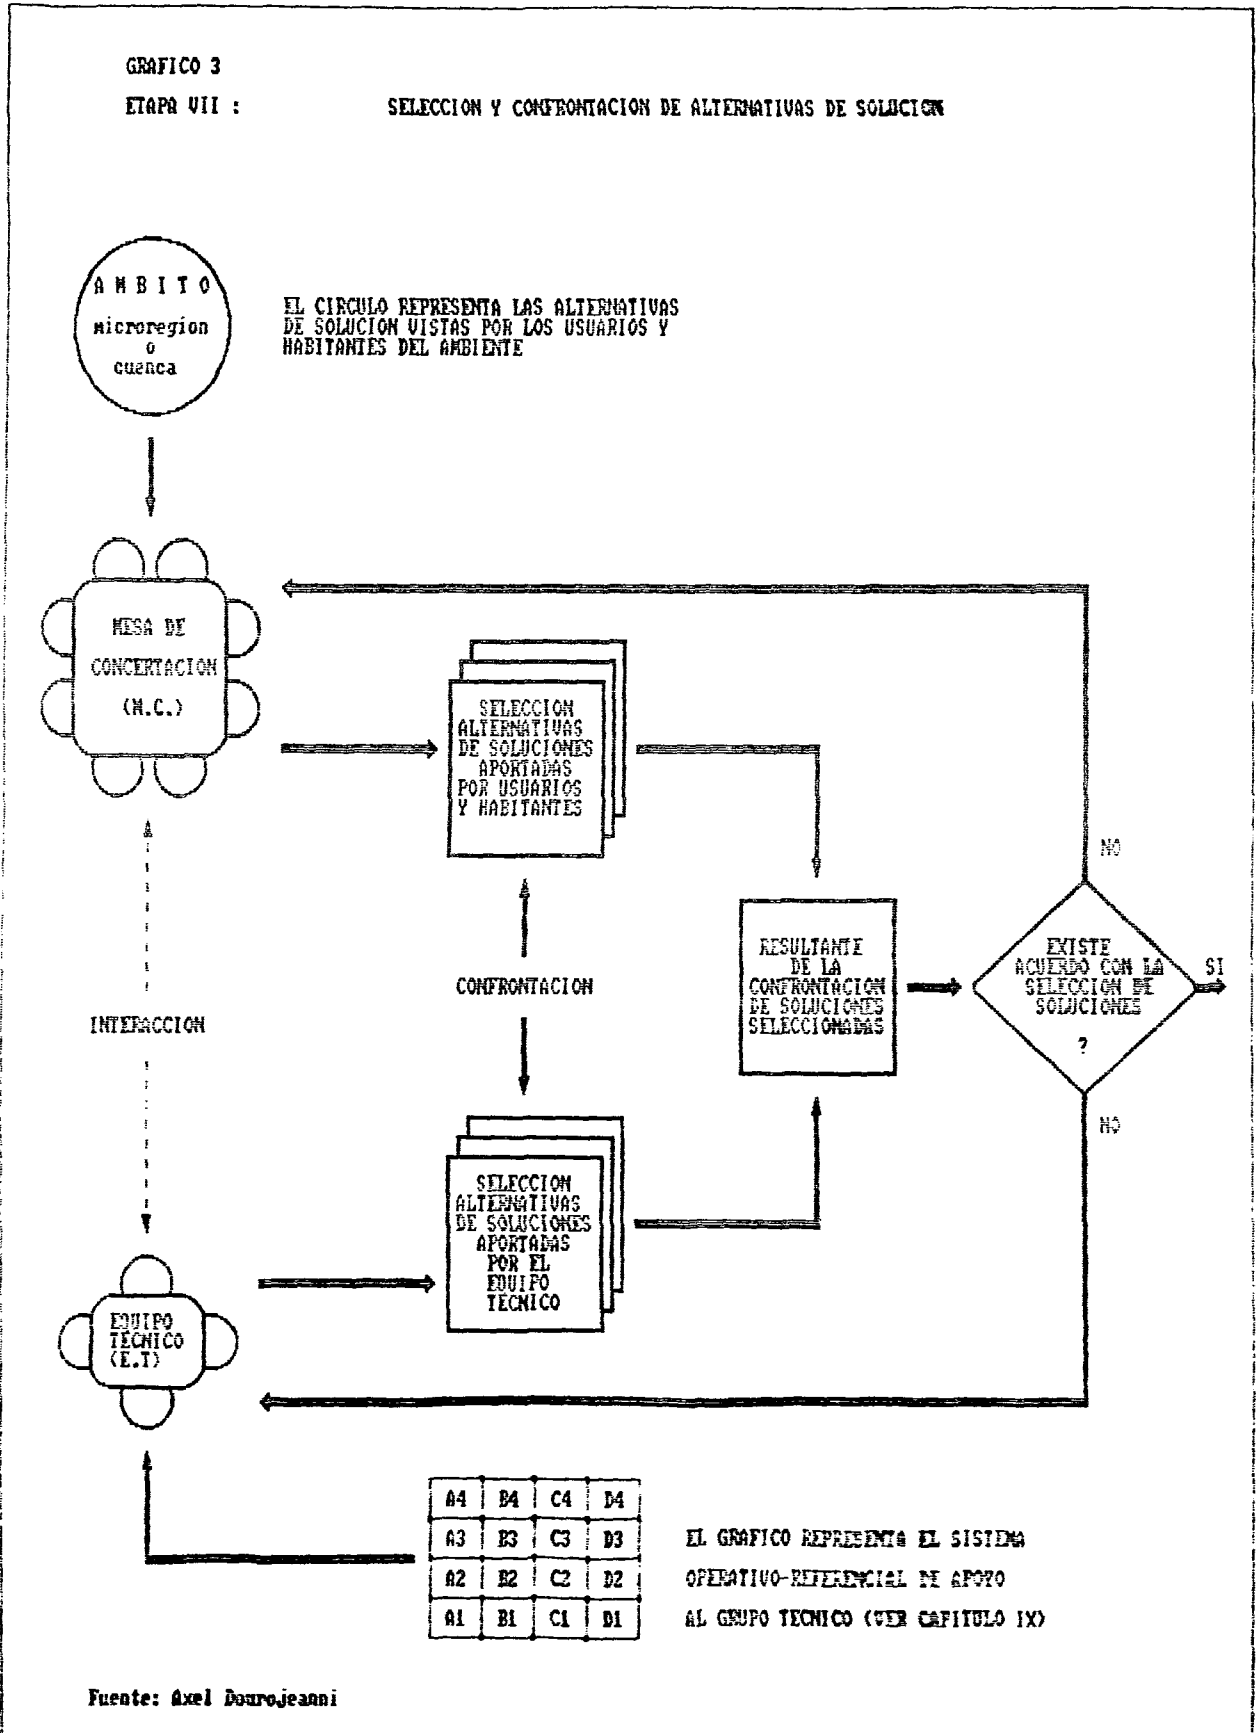 GRAFICO 3
ETAPA VII : SELECCION Y CONFRONTACION DE ALTERNATIVAS DE SOLUCION
AMBITO
microregion
o
cuenca
EL CIRCULO REPRESENTA LAS ALTERNATIVAS
DE SOLUCION VISTAS POR LOS USUARIOS Y
HABITANTES DEL AMBIENTE
MESA DE
CONCERTACION
(M.C.)
SELECCION
ALTERNATIVAS
DE SOLUCIONES
APORTADAS
POR USUARIOS
Y HABITANTES
NO
RESULTANTE
DE LA
CONFRONTACION
DE SOLUCIONES
SELECCIONADAS
EXISTE
ACUERDO CON LA
SELECCION DE
SOLUCIONES
?
SI
CONFRONTACION
INTERACCION
NO
SELECCION
ALTERNATIVAS
DE SOLUCIONES
APORTADAS
POR EL
EQUIPO
TECNICO
EQUIPO
TECNICO
(E.T)
A4 B4 C4 D4
A3 B3 C3 D3
A2 B2 C2 D2
A1 B1 C1 D1
EL GRAFICO REPRESENTA EL SISTEMA
OPERATIVO-REFERENCIAL DE APOYO
AL GRUPO TECNICO (VER CAPITULO IX)
Fuente: Axel Dourojeanni